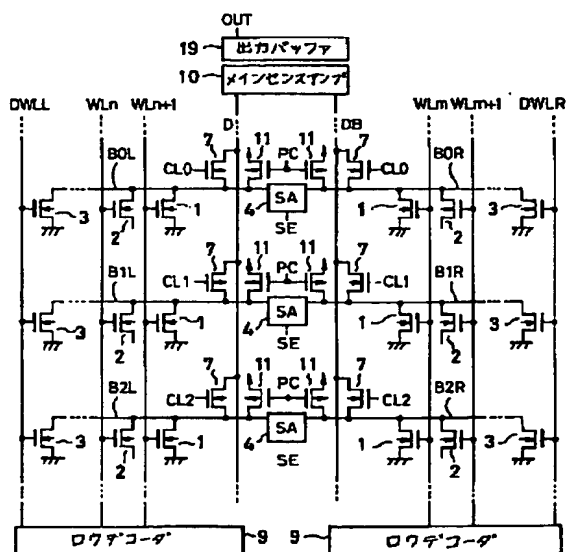 OUT
19 出力バッファ
10 メインセンスアンプ
DWLL WLn WLn+1 D DB WLm WLm+1 DWLR
7 11 PC 11 7
B0L CL0 CL0 B0R
3 2 1 4 SA 1 2 3
SE
7 11 PC 11 7
B1L CL1 CL1 B1R
3 2 1 4 SA 1 2 3
SE
7 11 PC 11 7
B2L CL2 CL2 B2R
3 2 1 4 SA 1 2 3
SE
ロウデコーダ 9 9 ロウデコーダ